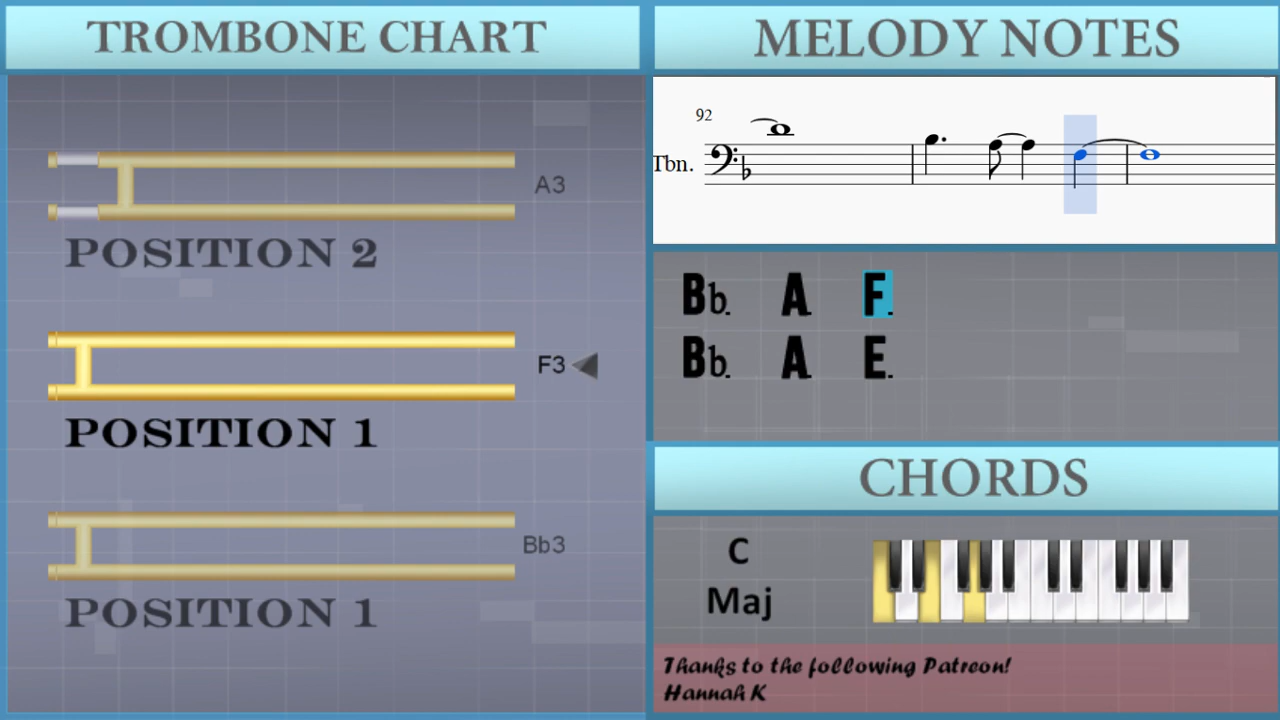 TROMBONE CHART
A3
POSITION 2
F3
POSITION 1
Bb3
POSITION 1
MELODY NOTES
92
Tbn.
Bb. A. F.
Bb. A. E.
CHORDS
C
Maj
Thanks to the following Patreon!
Hannah K